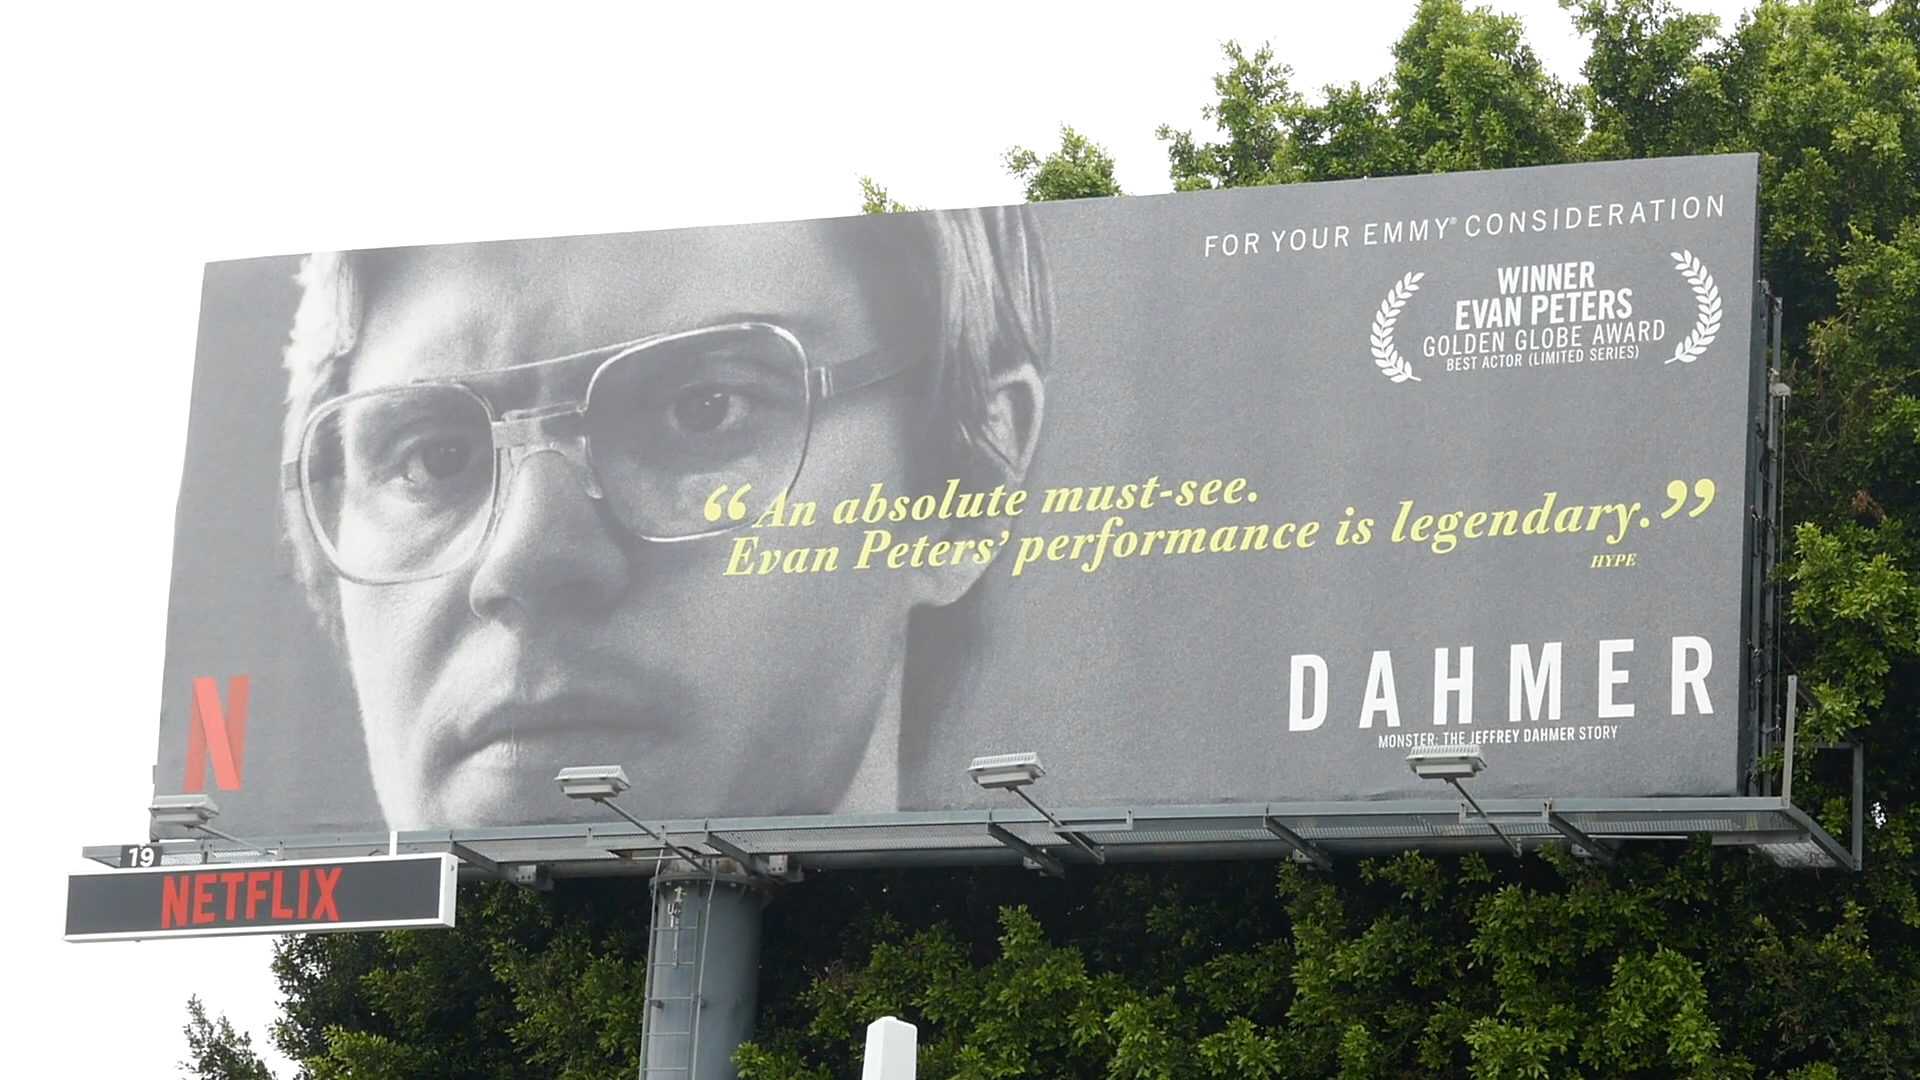 FOR YOUR EMMY® CONSIDERATION
WINNER
EVAN PETERS
GOLDEN GLOBE AWARD
BEST ACTOR (LIMITED SERIES)
“An absolute must-see.
Evan Peters’ performance is legendary.”
HYPE
N
DAHMER
MONSTER: THE JEFFREY DAHMER STORY
19
NETFLIX